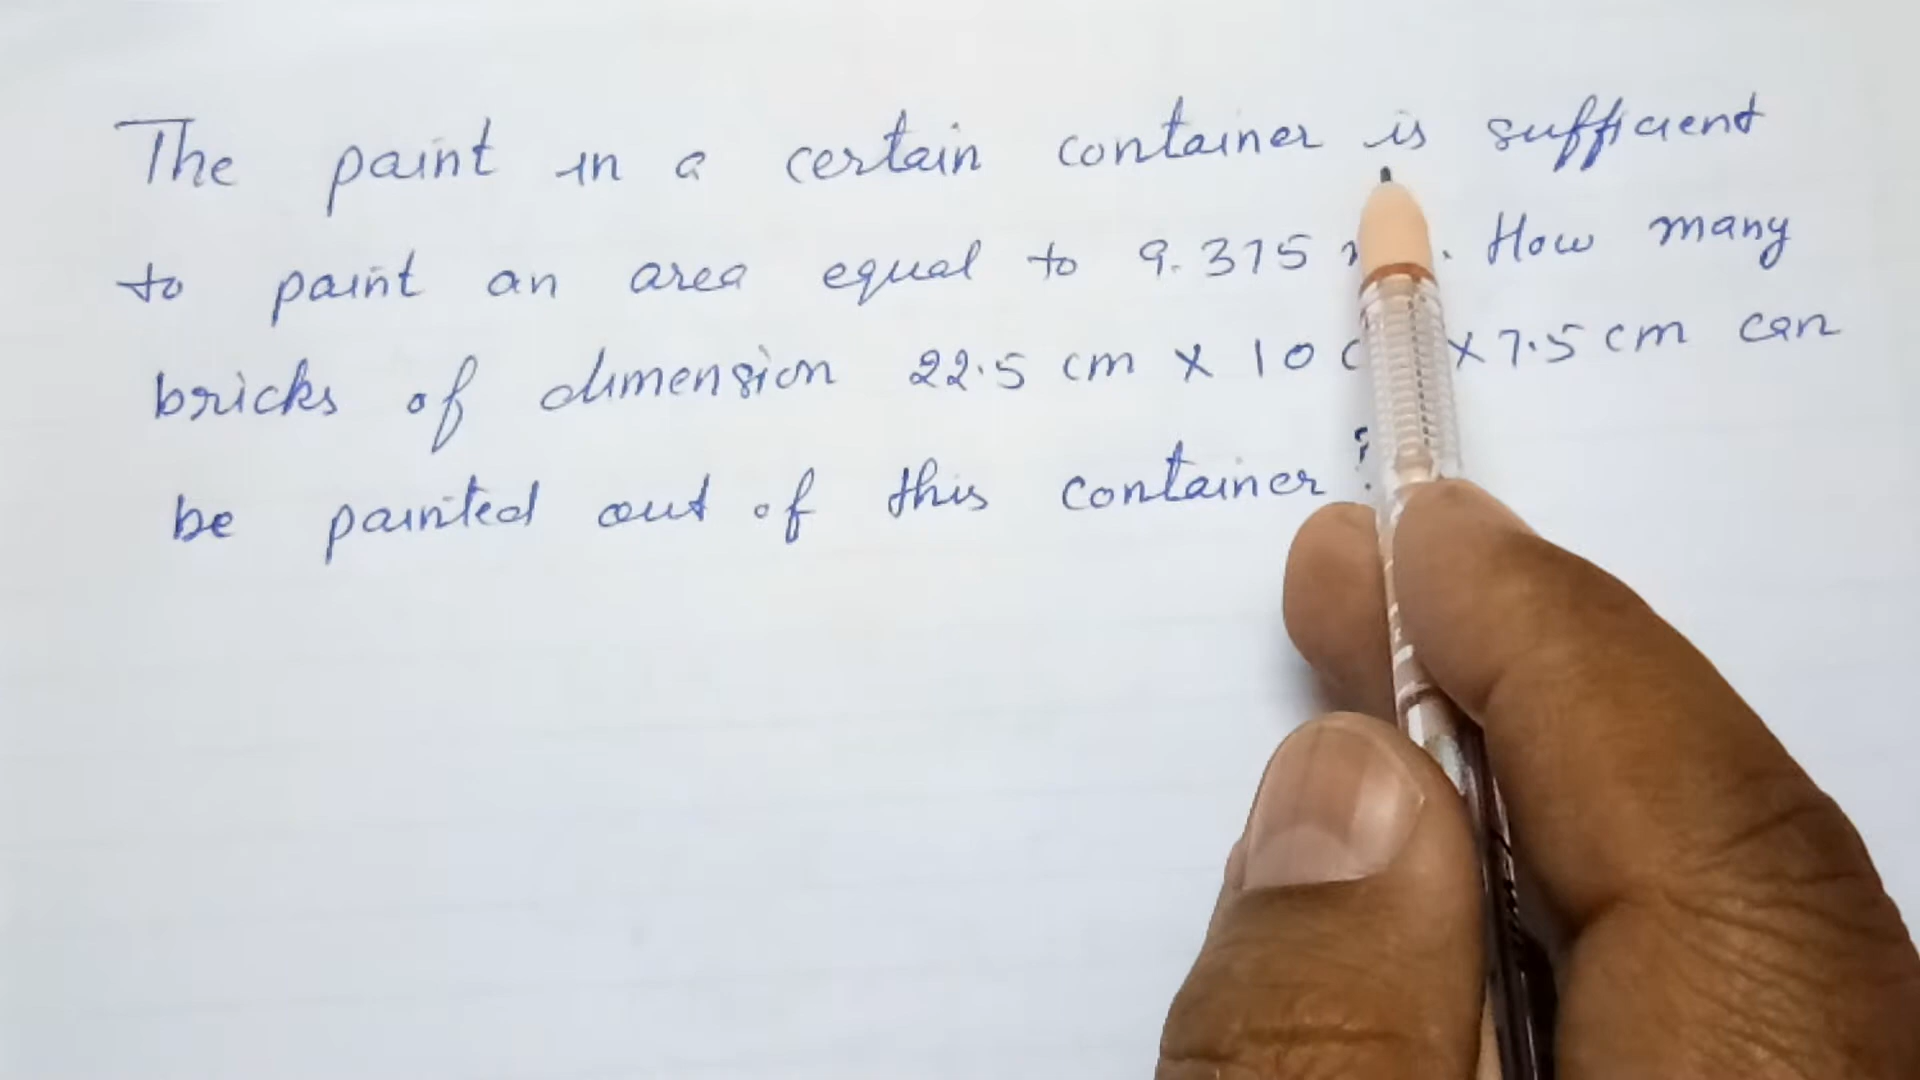 The paint in a certain container is sufficient
to paint an area equal to 9.375 . How many
bricks of dimension 22.5 cm × 10 × 7.5 cm can
be painted out of this container?